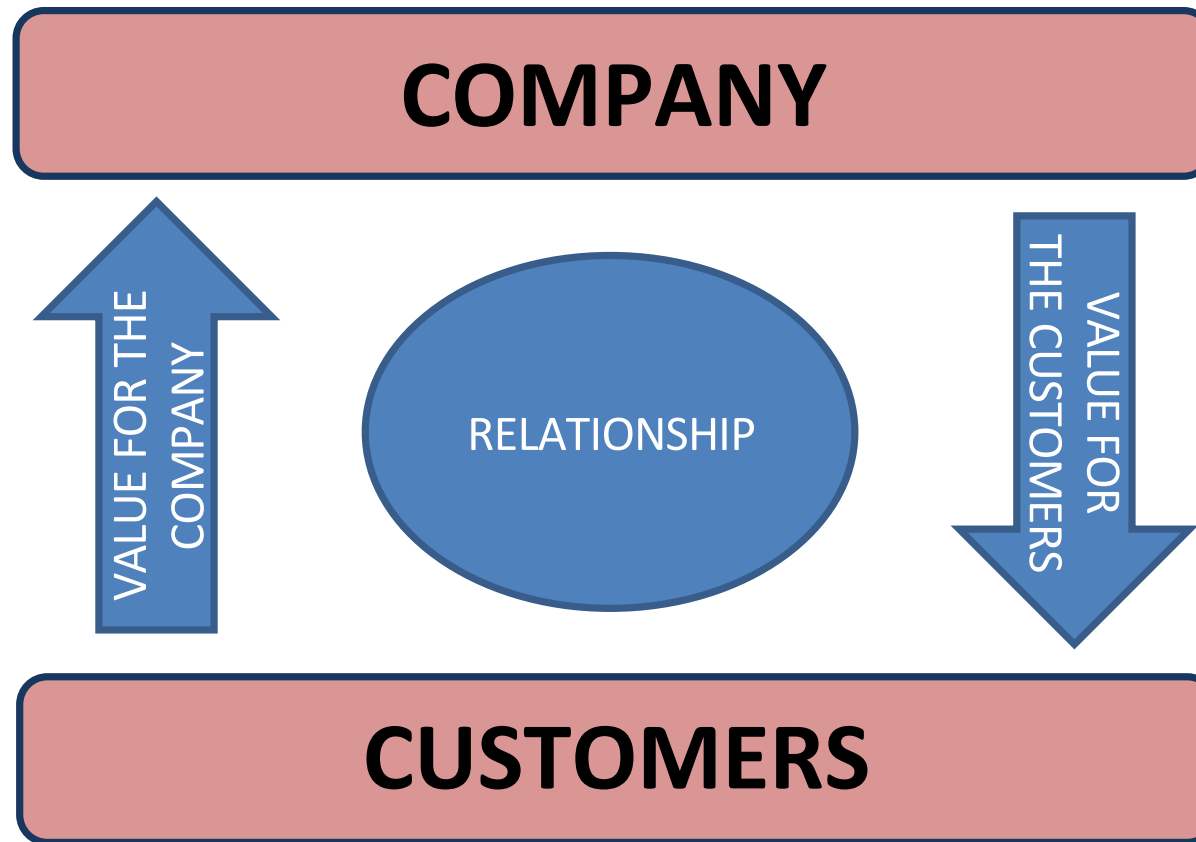 COMPANY
VALUE FOR THE
COMPANY
RELATIONSHIP
VALUE FOR
THE CUSTOMERS
CUSTOMERS